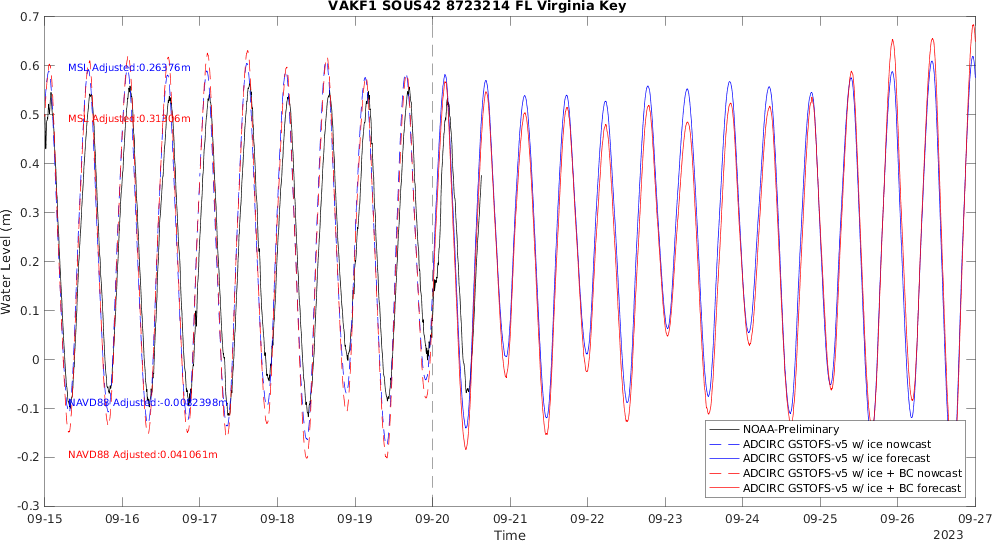 VAKF1 SOUS42 8723214 FL Virginia Key
0.7
0.6
0.5
0.4
0.3
0.2
0.1
0
-0.1
-0.2
-0.3
Water Level (m)
MSL Adjusted:0.26376m
MSL Adjusted:0.31306m
NAVD88 Adjusted:-0.0082398m
NAVD88 Adjusted:0.041061m
NOAA-Preliminary
ADCIRC GSTOFS-v5 w/ ice nowcast
ADCIRC GSTOFS-v5 w/ ice forecast
ADCIRC GSTOFS-v5 w/ ice + BC nowcast
ADCIRC GSTOFS-v5 w/ ice + BC forecast
09-15 09-16 09-17 09-18 09-19 09-20 09-21 09-22 09-23 09-24 09-25 09-26 09-27
Time
2023